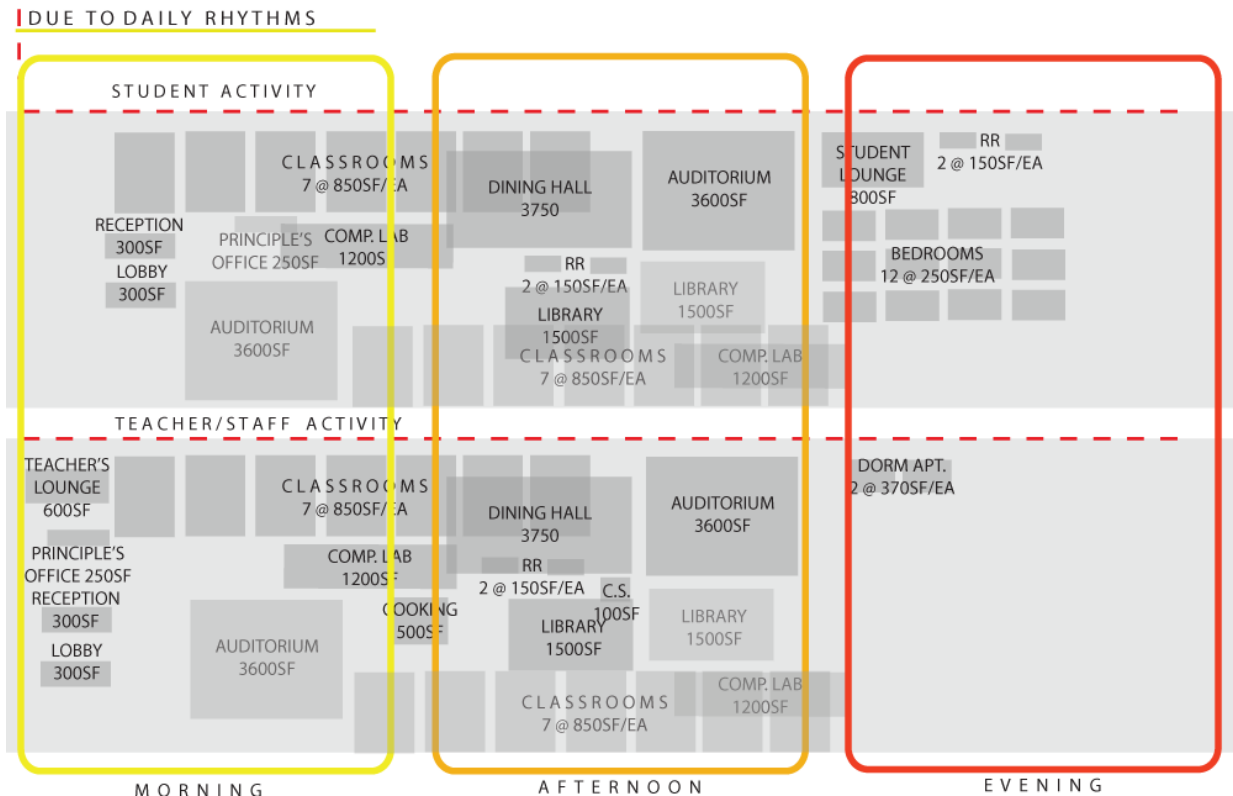 DUE TO DAILY RHYTHMS
STUDENT ACTIVITY
CLASSROOMS
7 @ 850SF/EA
RECEPTION
300SF
LOBBY
300SF
PRINCIPLE'S
OFFICE 250SF
COMP. LAB
1200S
AUDITORIUM
3600SF
DINING HALL
3750
AUDITORIUM
3600SF
RR
2 @ 150SF/EA
LIBRARY
1500SF
LIBRARY
1500SF
CLASSROOMS
7 @ 850SF/EA
COMP. LAB
1200SF
STUDENT
LOUNGE
800SF
RR
2 @ 150SF/EA
BEDROOMS
12 @ 250SF/EA
TEACHER/STAFF ACTIVITY
TEACHER'S
LOUNGE
600SF
PRINCIPLE'S
OFFICE 250SF
RECEPTION
300SF
LOBBY
300SF
CLASSROOMS
7 @ 850SF/EA
COMP. LAB
1200SF
COOKING
500SF
AUDITORIUM
3600SF
DINING HALL
3750
AUDITORIUM
3600SF
RR
2 @ 150SF/EA
C.S.
100SF
LIBRARY
1500SF
LIBRARY
1500SF
CLASSROOMS
7 @ 850SF/EA
COMP. LAB
1200SF
DORM APT.
2 @ 370SF/EA
MORNING
AFTERNOON
EVENING